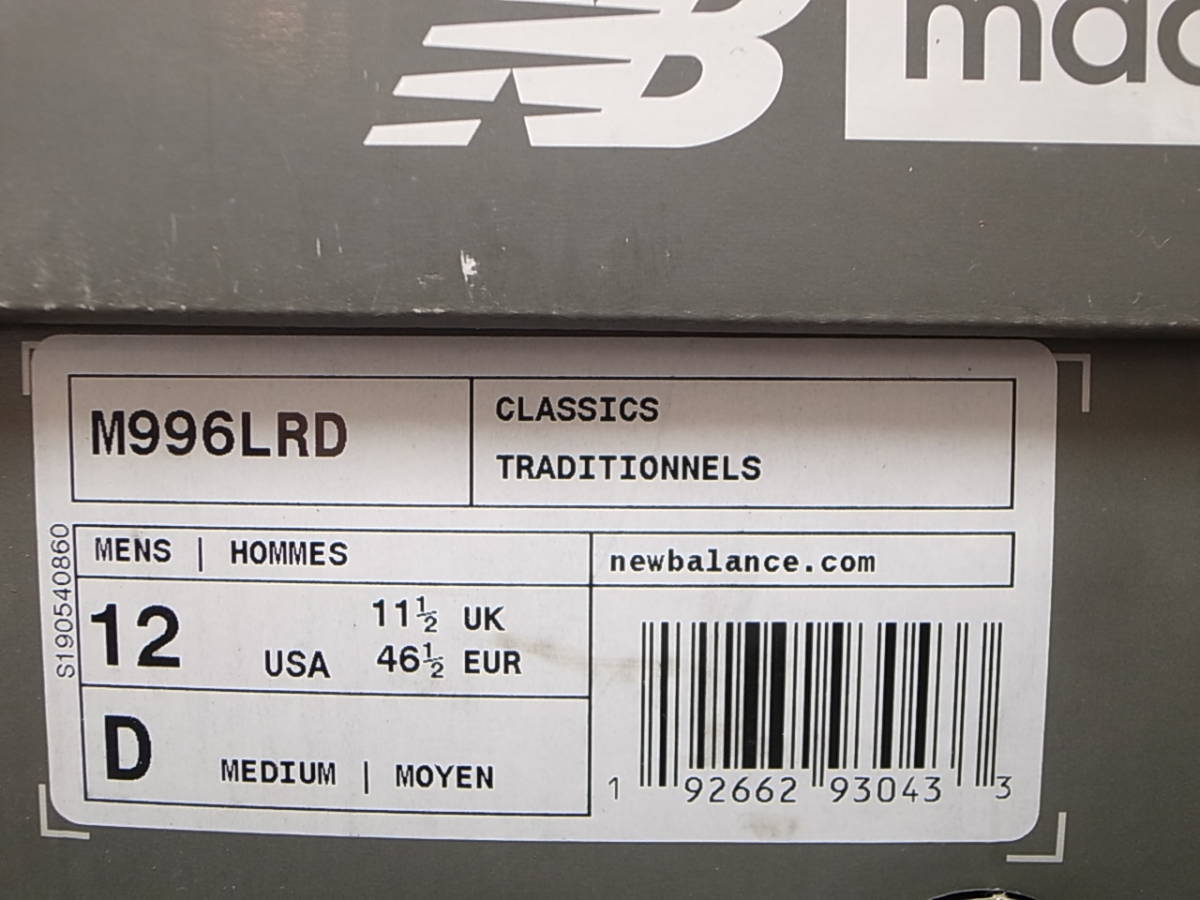 NB
M996LRD
CLASSICS
TRADITIONNELS
MENS | HOMMES
newbalance.com
12 USA
11½ UK
46½ EUR
D MEDIUM | MOYEN
S190540860
1 92662 93043 3